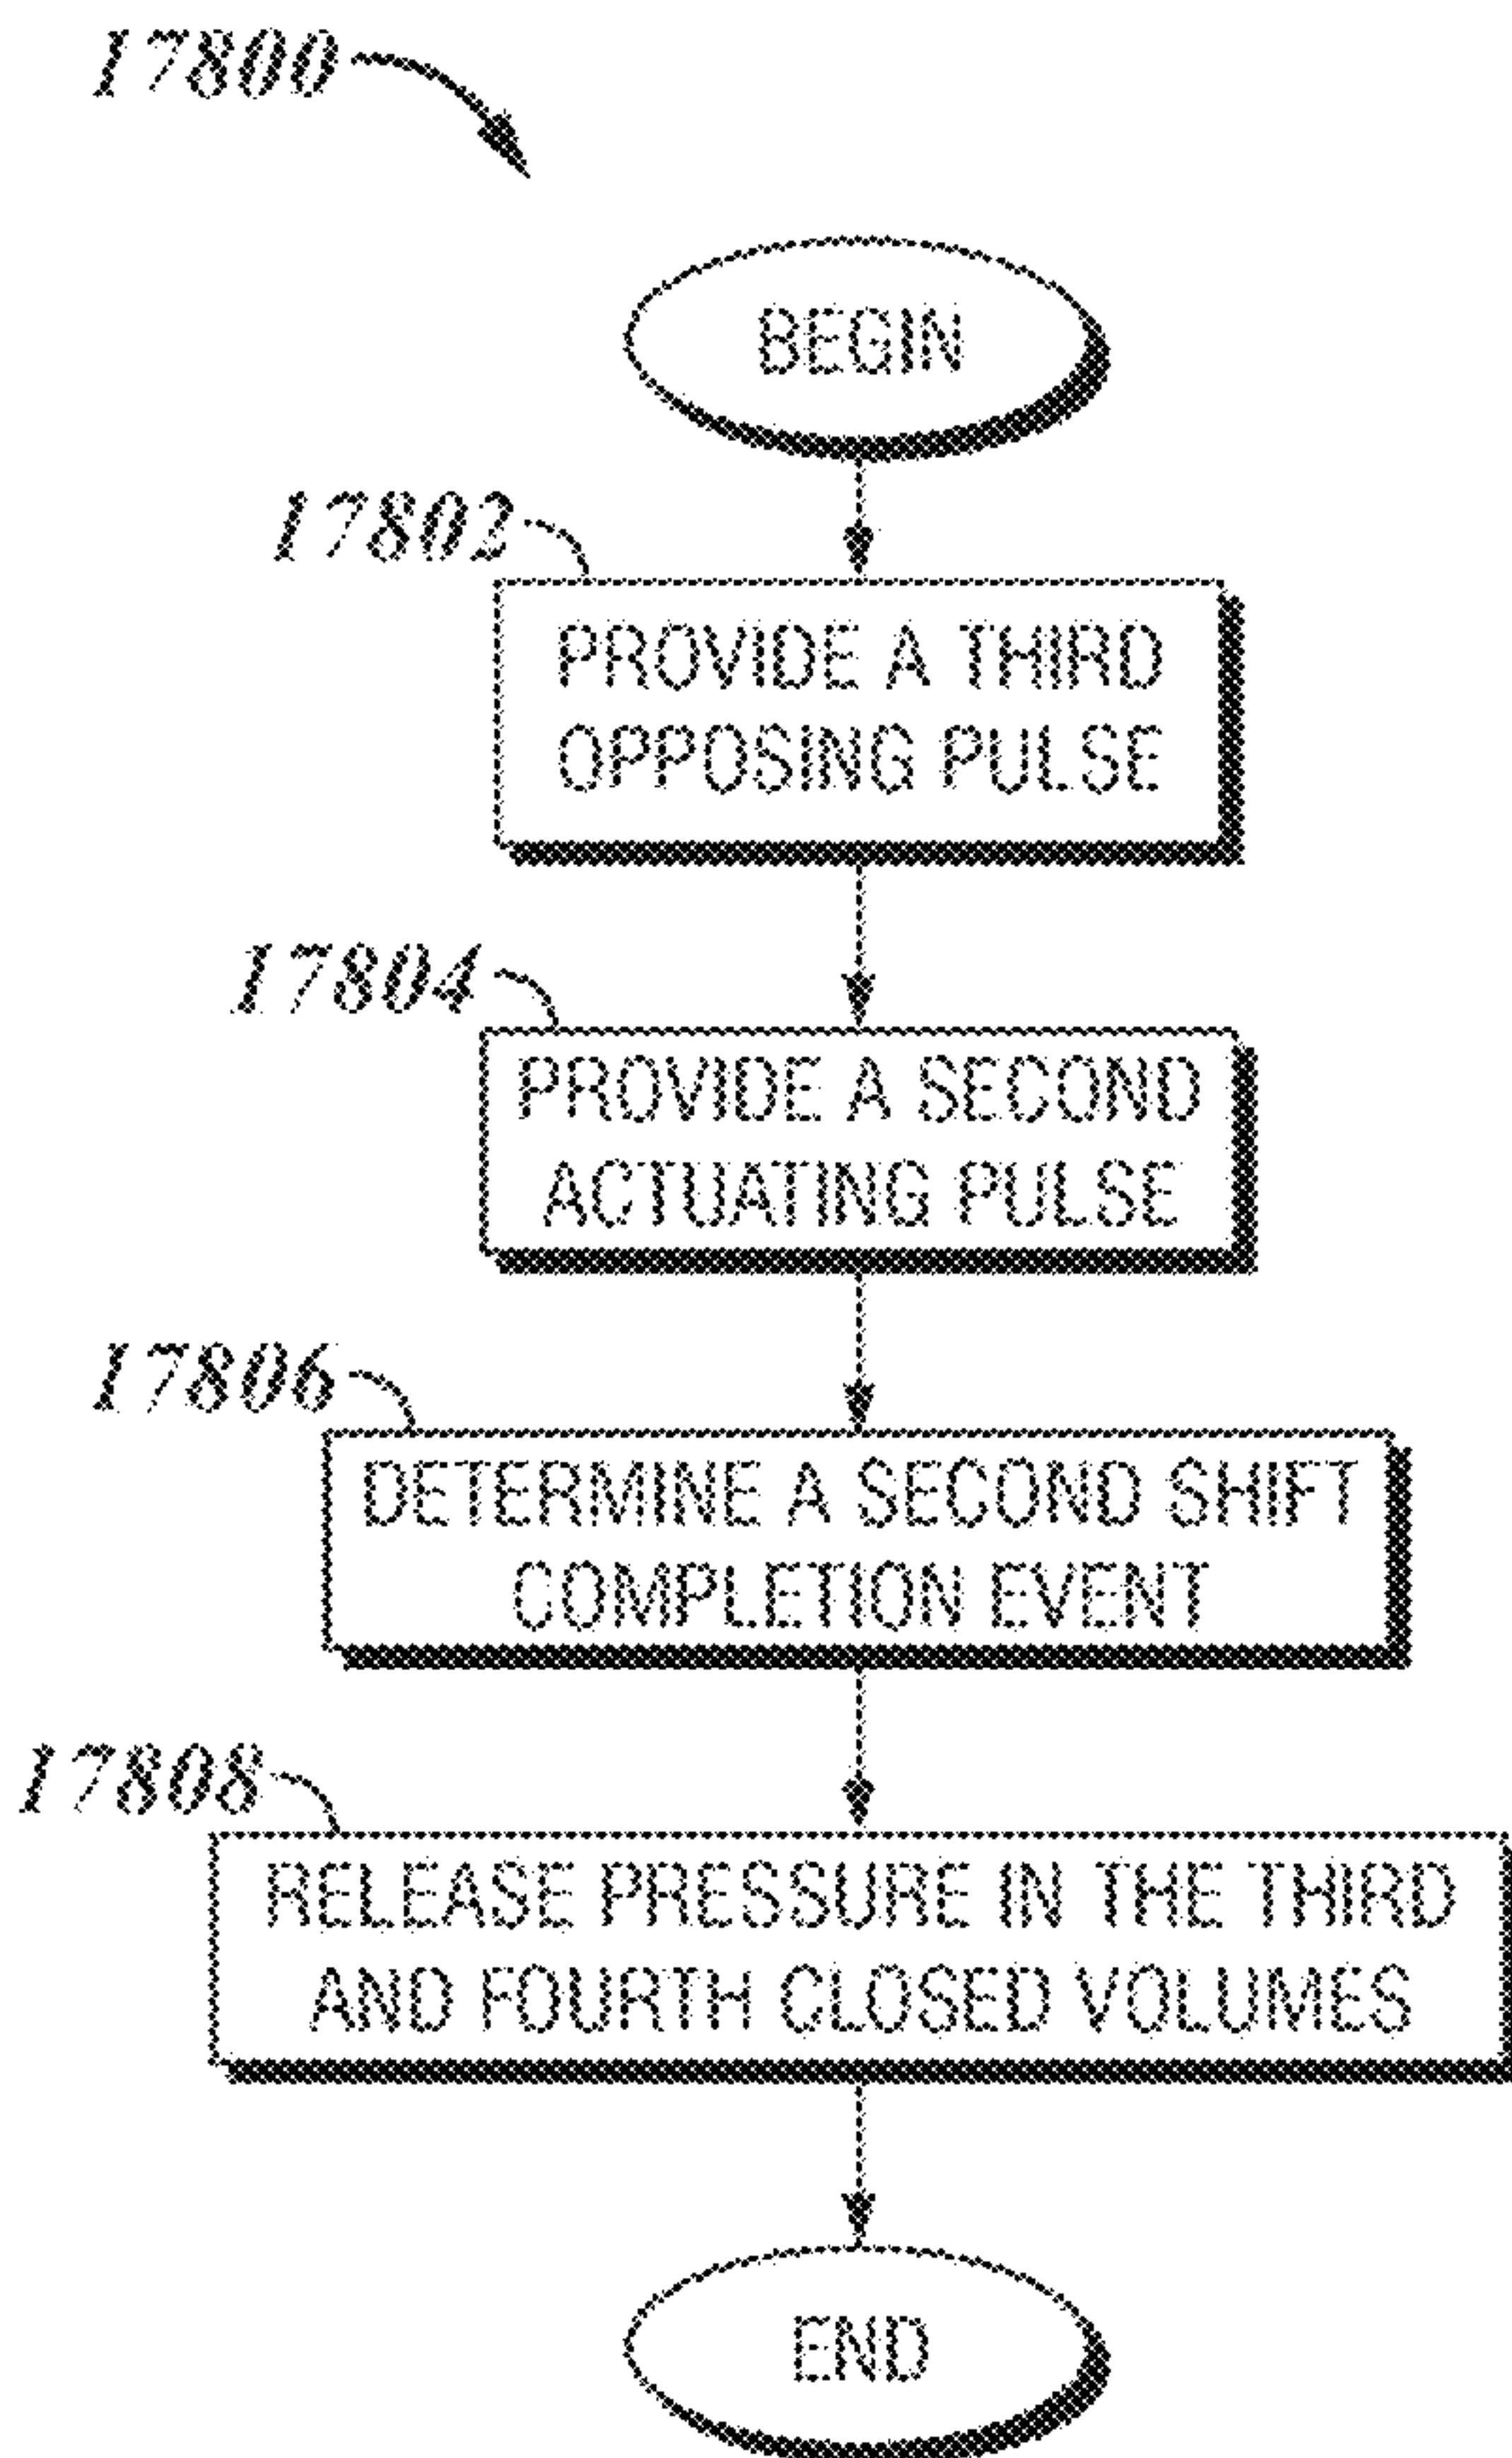 17800
BEGIN
17802
PROVIDE A THIRD
OPPOSING PULSE
17804
PROVIDE A SECOND
ACTUATING PULSE
17806
DETERMINE A SECOND SHIFT
COMPLETION EVENT
17808
RELEASE PRESSURE IN THE THIRD
AND FOURTH CLOSED VOLUMES
END